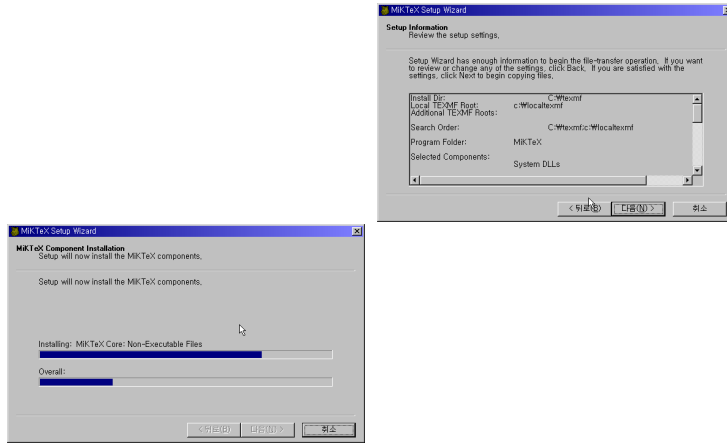 MiKTeX Setup Wizard
Setup Information
Review the setup settings,
Setup Wizard has enough information to begin the file-transfer operation, If you want
to review or change any of the settings, click Back, If you are satisfied with the
settings, click Next to begin copying files,
Install Dir: C:₩texmf
Local TEXMF Root: c:₩localtexmf
Additional TEXMF Roots:
Search Order: C:₩texmf;c:₩localtexmf
Program Folder: MiKTeX
Selected Components:
System DLLs
< 뒤로(B) 다음(N) > 취소
MiKTeX Setup Wizard
MiKTeX Component Installation
Setup will now install the MiKTeX components,
Setup will now install the MiKTeX components,
Installing: MiKTeX Core: Non-Executable Files
Overall:
< 뒤로(B) 다음(N) > 취소